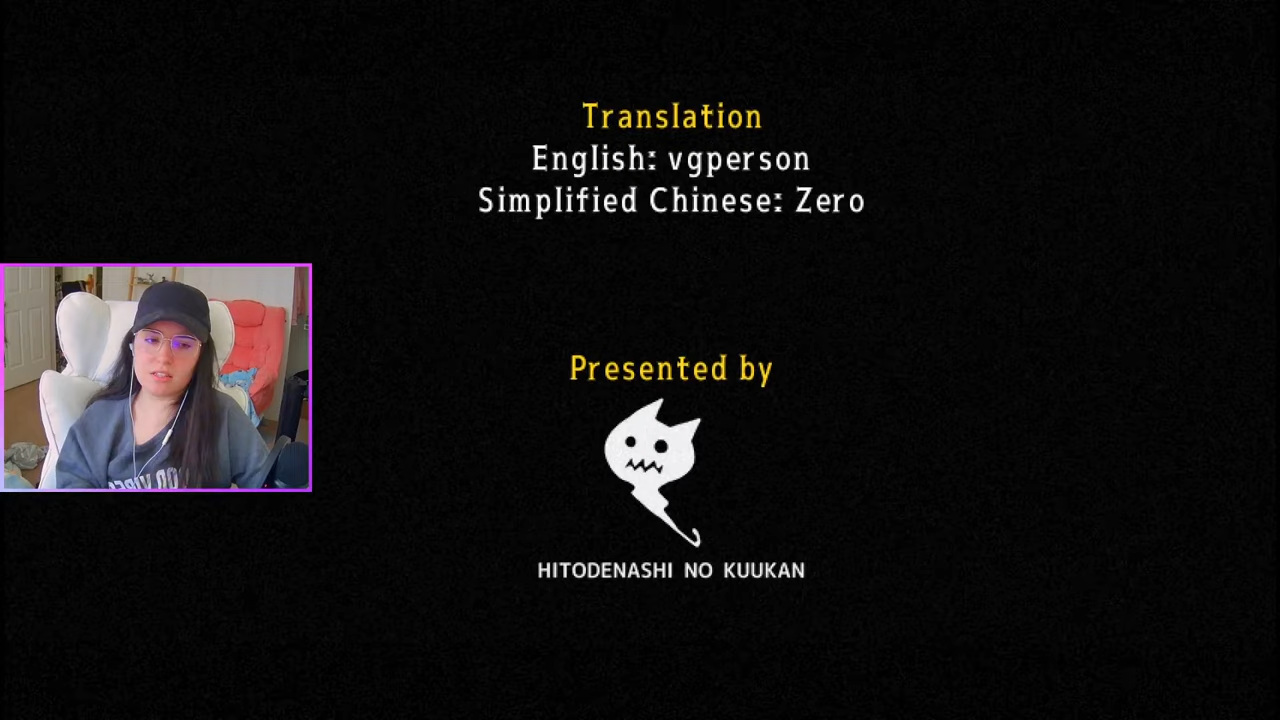 Translation
English: vgperson
Simplified Chinese: Zero
Presented by
HITODENASHI NO KUUKAN